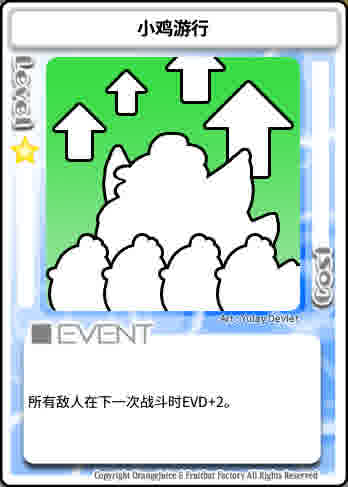 小鸡游行
Level
Cost
Art : Yulay Devlet
EVENT
所有敌人在下一次战斗时EVD+2。
Copyright OrangeJuice & Fruitbat Factory All Rights Reserved